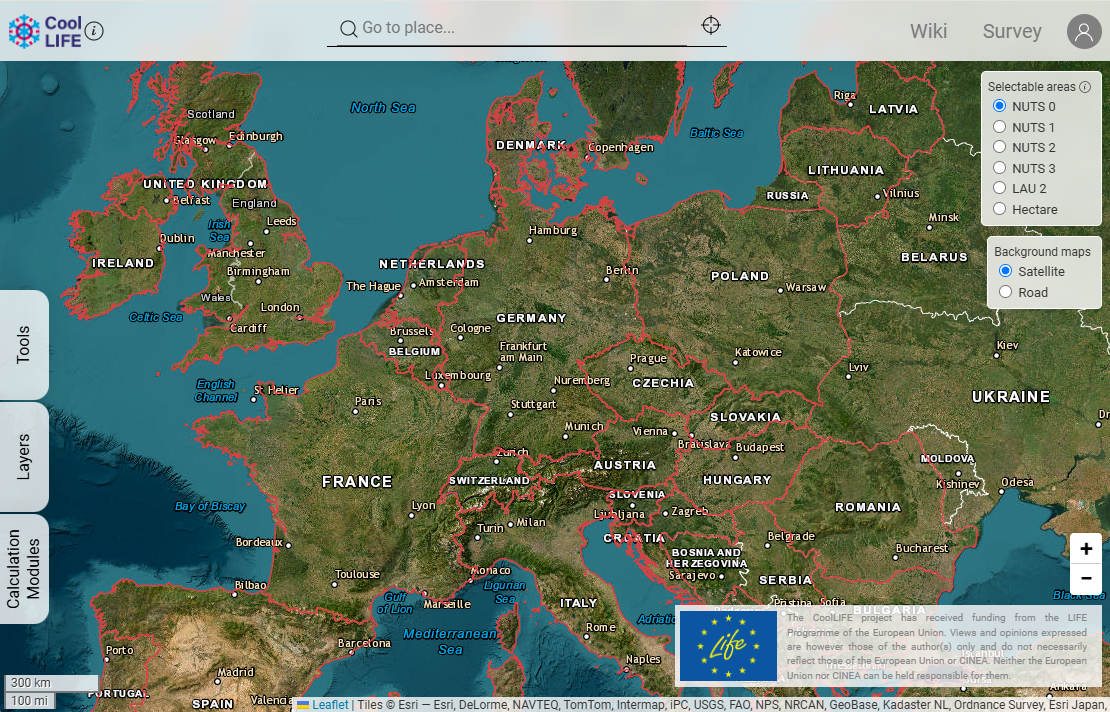 Cool
LIFE
i
Go to place...
Wiki
Survey
Selectable areas
NUTS 0
NUTS 1
NUTS 2
NUTS 3
LAU 2
Hectare
Background maps
Satellite
Road
Tools
Layers
Calculation
Modules
Scotland
Glasgow
Edinburgh
North Sea
UNITED KINGDOM
Belfast
England
Leeds
Irish
Sea
Dublin
Manchester
IRELAND
Birmingham
Wales
London
Celtic Sea
Cardiff
English
Channel
St Helier
DENMARK
Copenhagen
Baltic Sea
Riga
LATVIA
LITHUANIA
RUSSIA
Vilnius
Minsk
BELARUS
Hamburg
NETHERLANDS
Amsterdam
The Hague
Berlin
POLAND
Warsaw
GERMANY
Brussels
Cologne
BELGIUM
Frankfurt
am Main
Luxembourg
Prague
Katowice
Kiev
Lviv
Nuremberg
CZECHIA
UKRAINE
Paris
Stuttgart
SLOVAKIA
Munich
Vienna
Bratislava
Budapest
Zurich
AUSTRIA
MOLDOVA
FRANCE
SWITZERLAND
HUNGARY
Kishinev
Odesa
SLOVENIA
Bay of Biscay
Lyon
Ljubljana
Zagreb
ROMANIA
Turin
Milan
CROATIA
Belgrade
Bordeaux
BOSNIA AND
HERZEGOVINA
Bucharest
Sarajevo
Toulouse
Monaco
SERBIA
Bilbao
Gulf
of Lion
Marseille
Ligurian
Sea
ITALY
Pristina
Sofia
BULGARIA
Black Sea
Mediterranean
Sea
Rome
Adriatic
Barcelona
Porto
Madrid
Naples
PORTUGAL
SPAIN
Valencia
Istanbul
Ankara
+
−
Life
The CoolLIFE project has received funding from the LIFE
Programme of the European Union. Views and opinions expressed
are however those of the author(s) only and do not necessarily
reflect those of the European Union or CINEA. Neither the European
Union nor CINEA can be held responsible for them.
300 km
100 mi
Leaflet | Tiles © Esri — Esri, DeLorme, NAVTEQ, TomTom, Intermap, iPC, USGS, FAO, NPS, NRCAN, GeoBase, Kadaster NL, Ordnance Survey, Esri Japan,